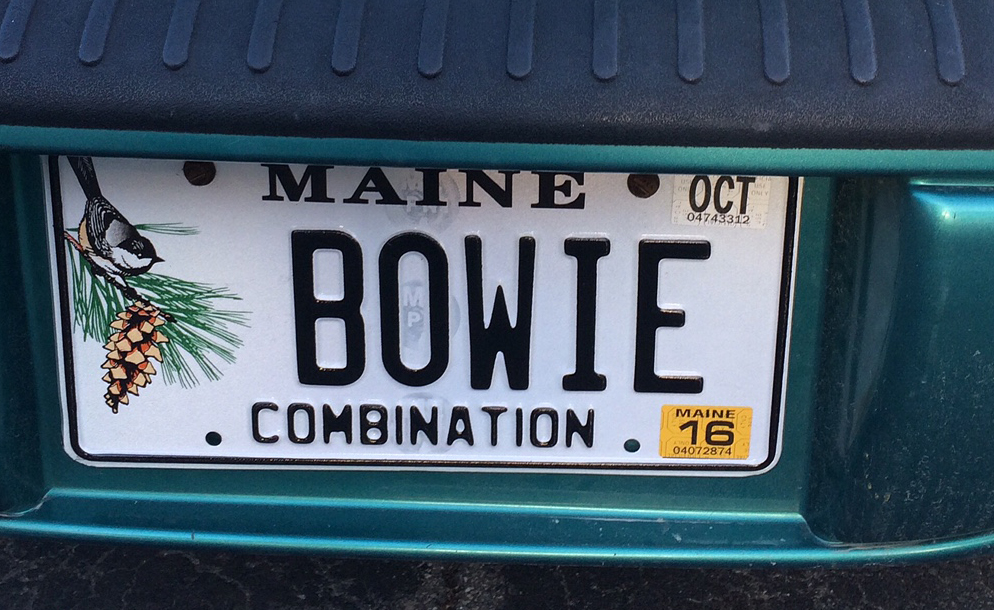 MAINE
OCT
04743312
BOWIE
COMBINATION
MAINE
16
04072874